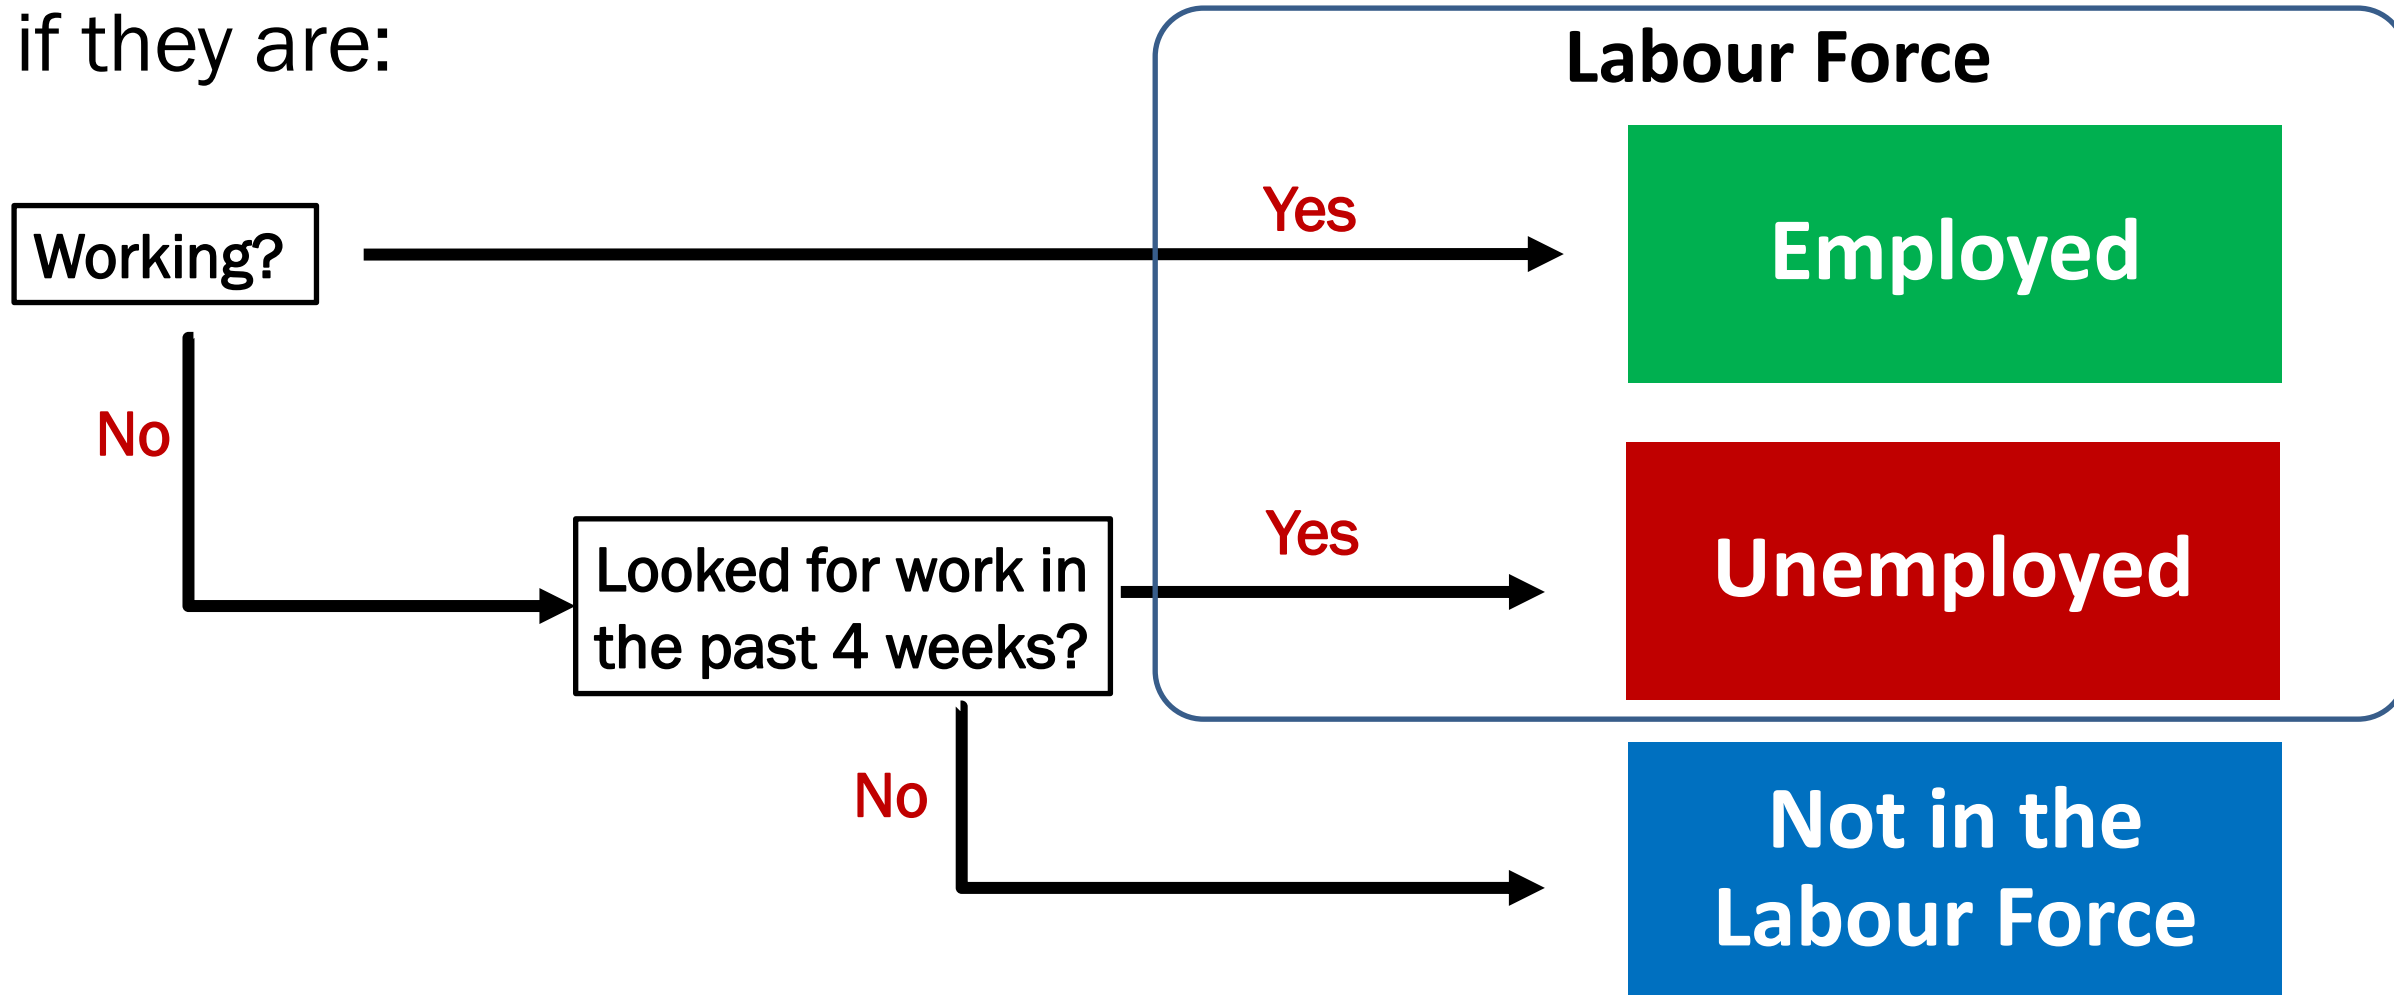 if they are:
Labour Force
Working?
Yes
Employed
No
Looked for work in
the past 4 weeks?
Yes
Unemployed
No
Not in the
Labour Force